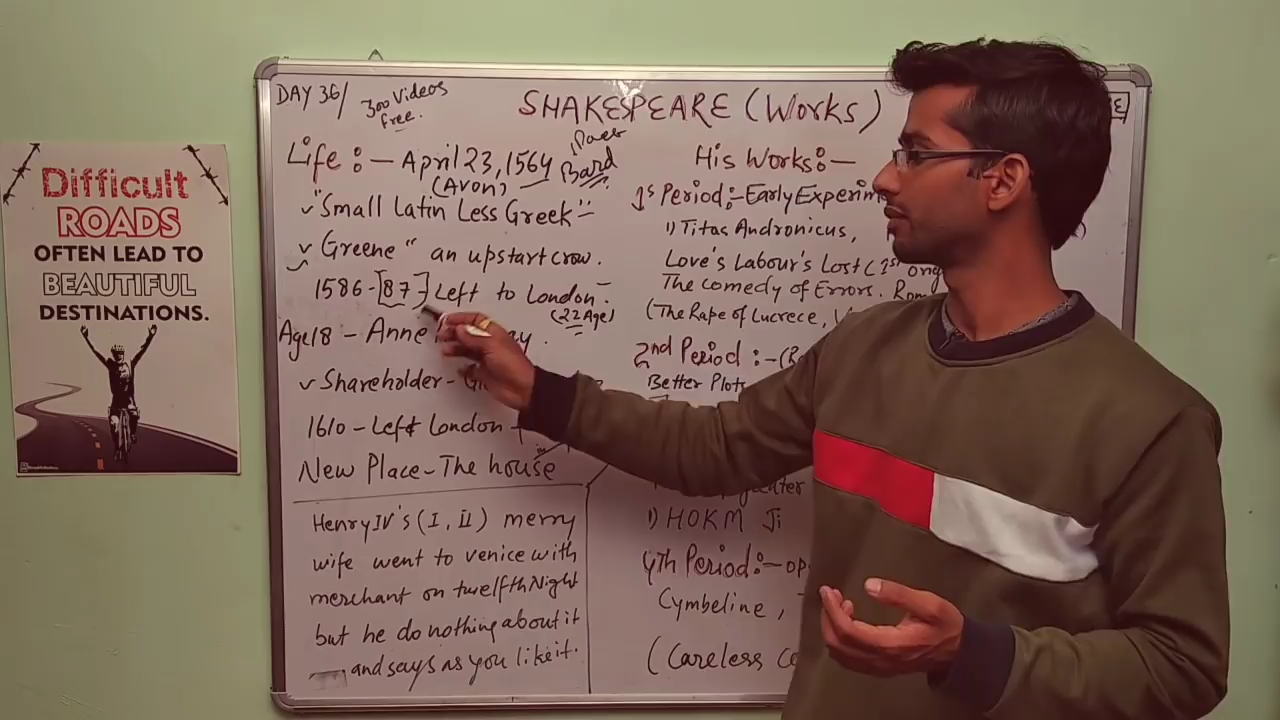 Difficult
ROADS
OFTEN LEAD TO
BEAUTIFUL
DESTINATIONS.
DAY 36/
300 Videos
free.
SHAKESPEARE (Works)
Life :- April 23, 1564
(Avon)
Bard
"Small Latin Less Greek"
Greene " an upstart crow.
1586-[87] Left to London.
(22 Age)
Age 18 - Anne
Shareholder-
1610 - Left London
New Place - The house
Henry IV's (I, II) merry
wife went to venice with
merchant on twelfth Night
but he do nothing about it
and says as you like it.
His Works:-
1st Period:- Early
1) Titas Andronicus,
Love's Labour's Lost (1st
The comedy of Errors.
(The Rape of Lucrece,
2nd Period :-
Better Plots
1) HOKM Ji
4th Period:-
Cymbeline,
(Careless